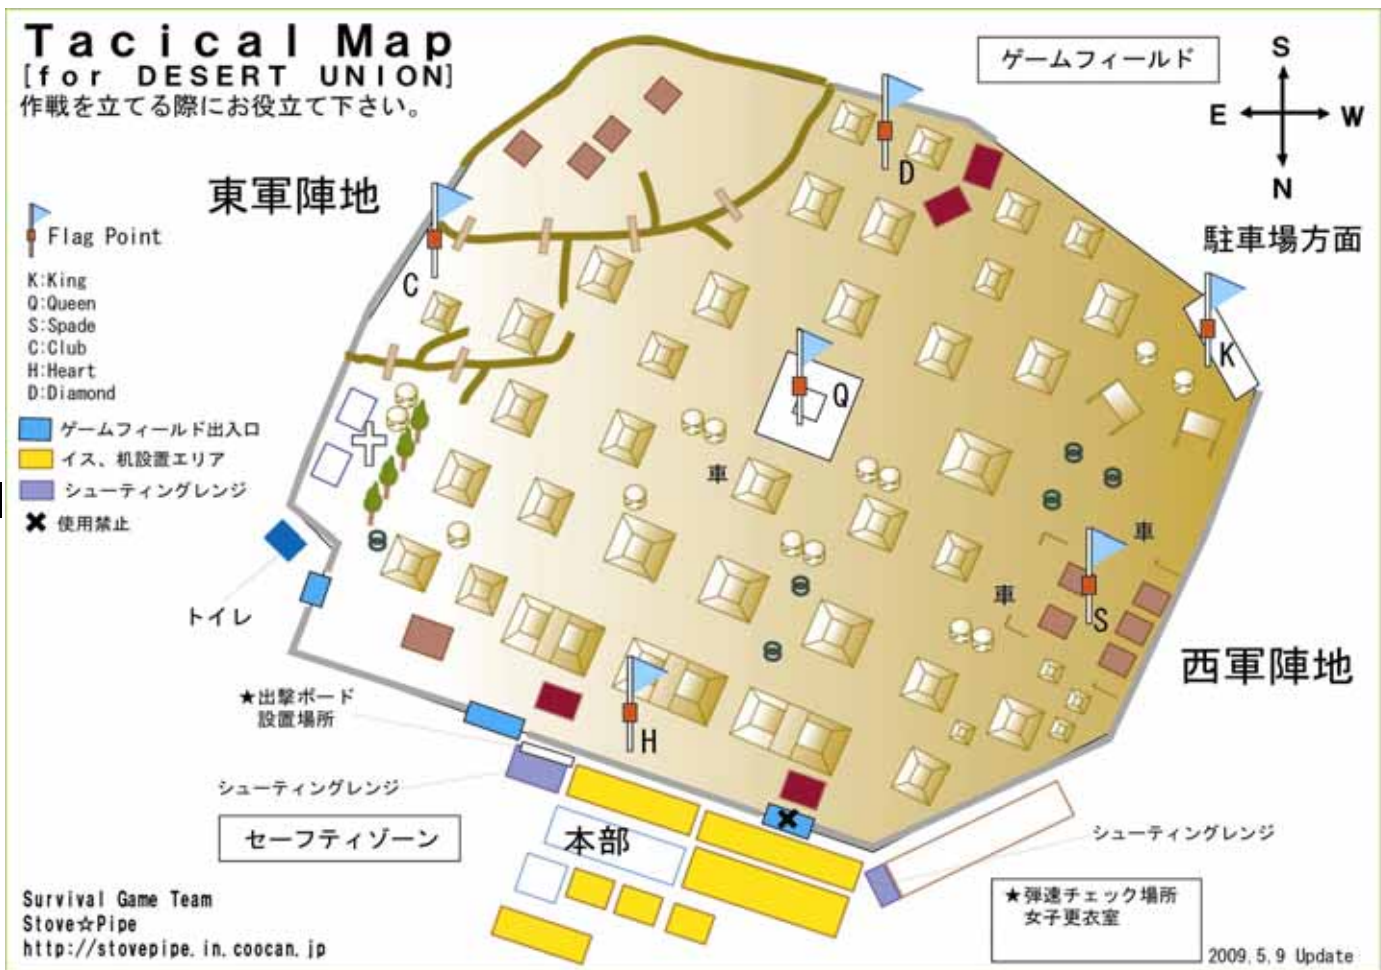 Tacical Map
[for DESERT UNION]
作戦を立てる際にお役立て下さい。
ゲームフィールド
S
E
W
N
東軍陣地
駐車場方面
Flag Point
K:King
Q:Queen
S:Spade
C:Club
H:Heart
D:Diamond
ゲームフィールド出入口
イス、机設置エリア
シューティングレンジ
使用禁止
D
C
K
Q
車
車
車
S
トイレ
西軍陣地
★出撃ボード
設置場所
H
シューティングレンジ
セーフティゾーン
本部
シューティングレンジ
★弾速チェック場所
女子更衣室
Survival Game Team
Stove☆Pipe
http://stovepipe.in.coocan.jp
2009.5.9 Update